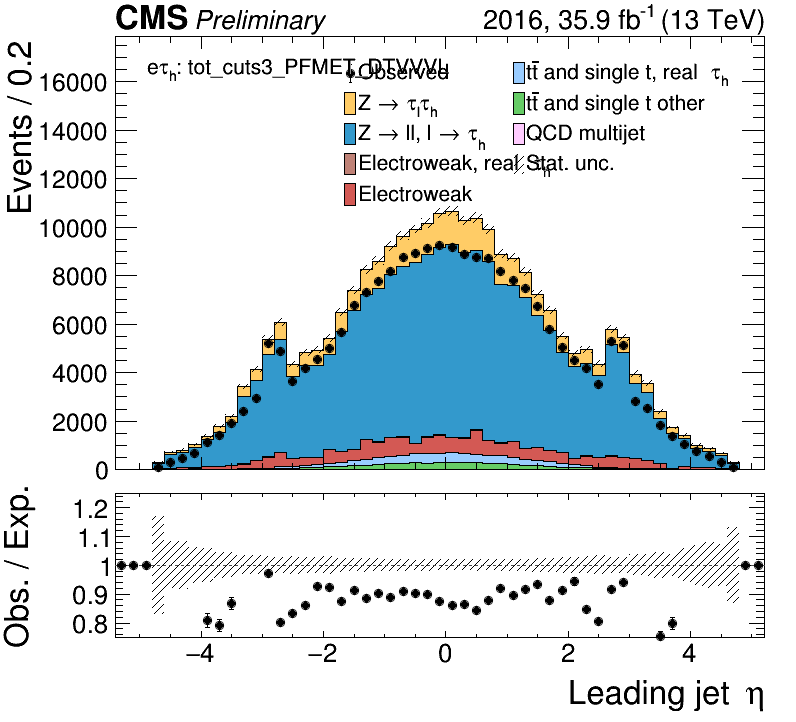 CMS Preliminary 2016, 35.9 fb⁻¹ (13 TeV)
Events / 0.2
eτh: tot_cuts3_PFMET_DTVVVL
Observed
Z → τlτh
Z → ll, l → τh
Electroweak, real τh
Electroweak
tt̄ and single t, real τh
tt̄ and single t other
QCD multijet
Stat. unc.
16000
14000
12000
10000
8000
6000
4000
2000
0
Obs. / Exp.
1.2
1.1
1
0.9
0.8
−4 −2 0 2 4
Leading jet η